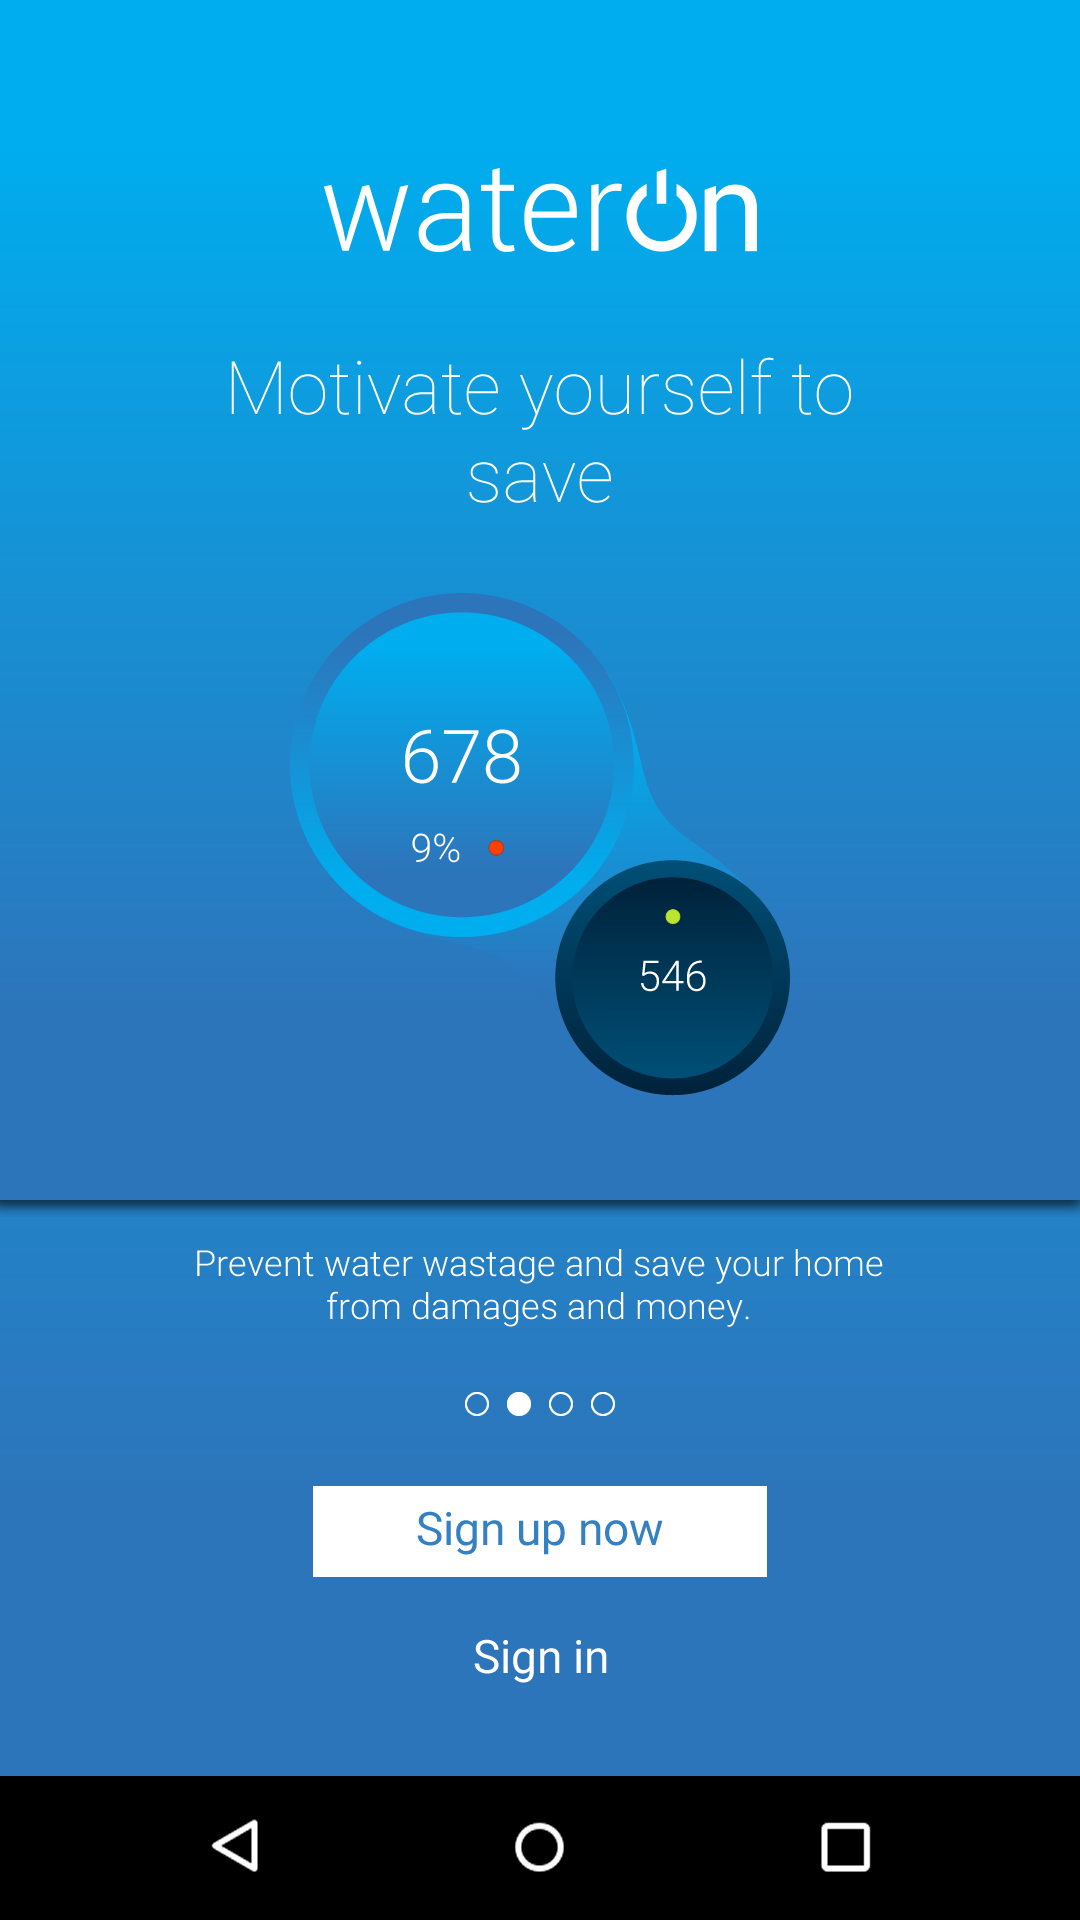 wateron
Motivate yourself to
save
678
9%
546
Prevent water wastage and save your home
from damages and money.
Sign up now
Sign in